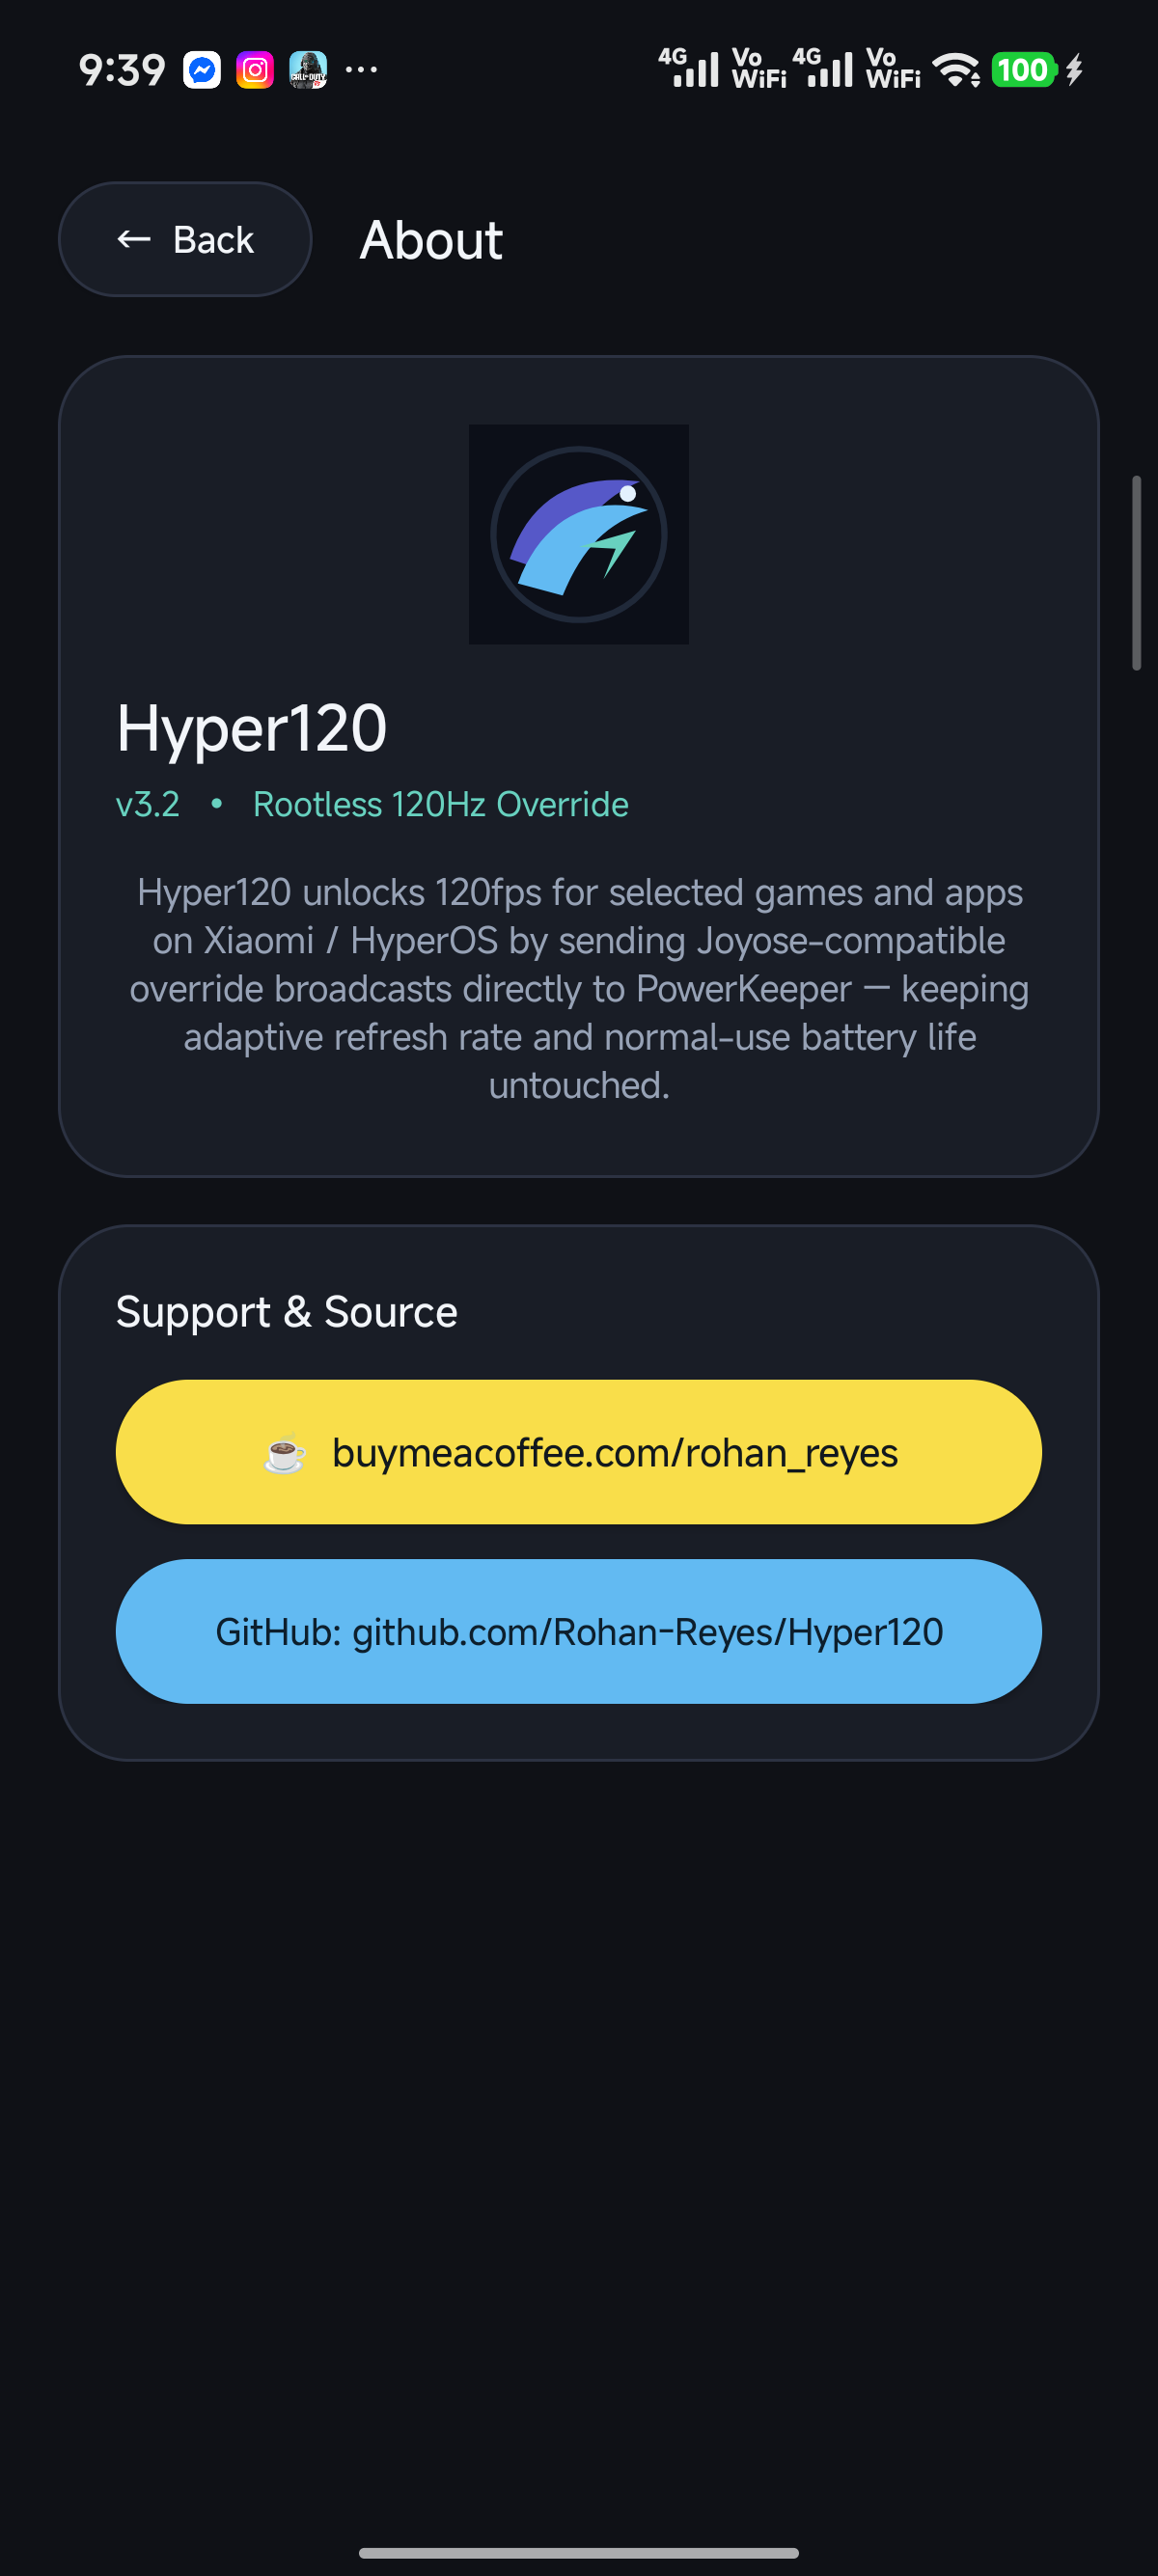 9:39
4G Vo WiFi 4G Vo WiFi 100
← Back
About
Hyper120
v3.2 • Rootless 120Hz Override
Hyper120 unlocks 120fps for selected games and apps
on Xiaomi / HyperOS by sending Joyose-compatible
override broadcasts directly to PowerKeeper — keeping
adaptive refresh rate and normal-use battery life
untouched.
Support & Source
☕ buymeacoffee.com/rohan_reyes
GitHub: github.com/Rohan-Reyes/Hyper120